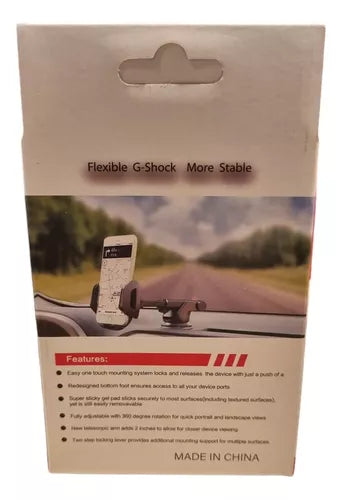 Flexible G-Shock More Stable
Features:
Easy one touch mounting system locks and releases the device with just a push of a
Redesigned bottom foot ensures access to all your device ports
Super sticky gel pad sticks securely to most surfaces(including textured surfaces),
yet is still easily removevable
Fully adjustable with 360 degree rotation for quick portrait and landscape views
New telescopic arm adds 2 inches to allow for closer device viewing
Two step locking lever provides additional mounting support for multiple surfaces.
MADE IN CHINA